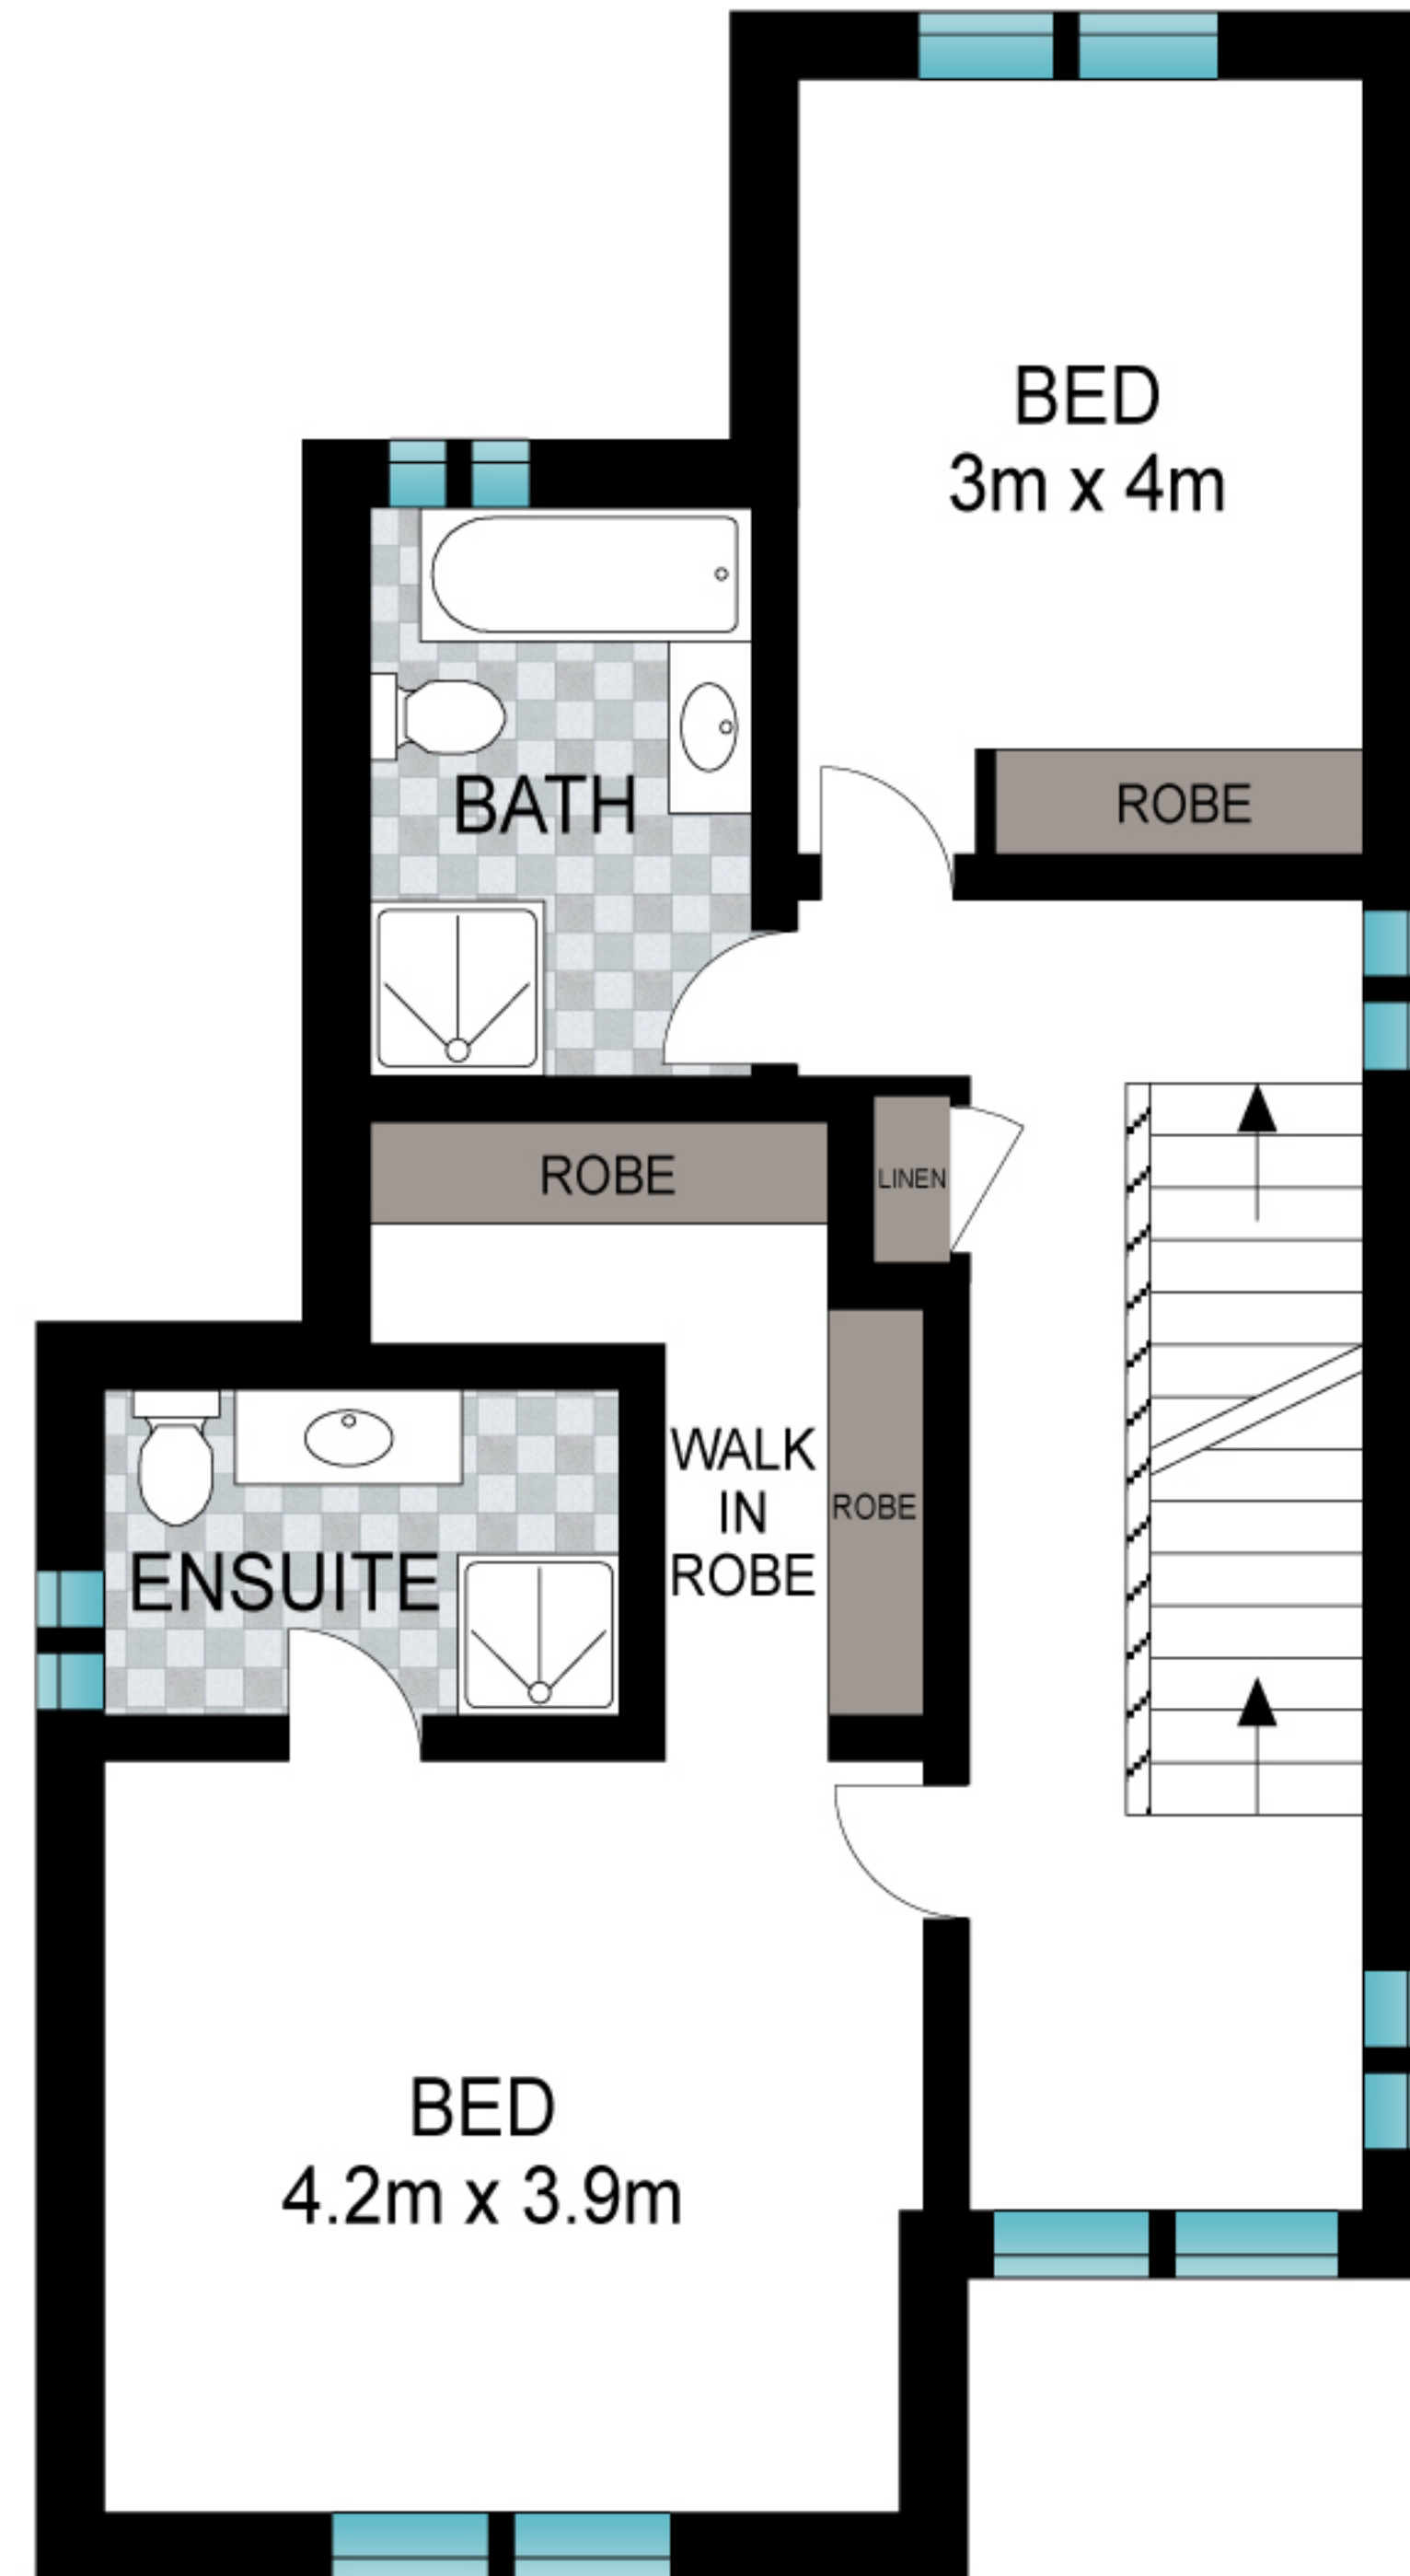 BED
3m x 4m
ROBE
BATH
ROBE
LINEN
WALK
IN
ROBE
ROBE
ENSUITE
BED
4.2m x 3.9m